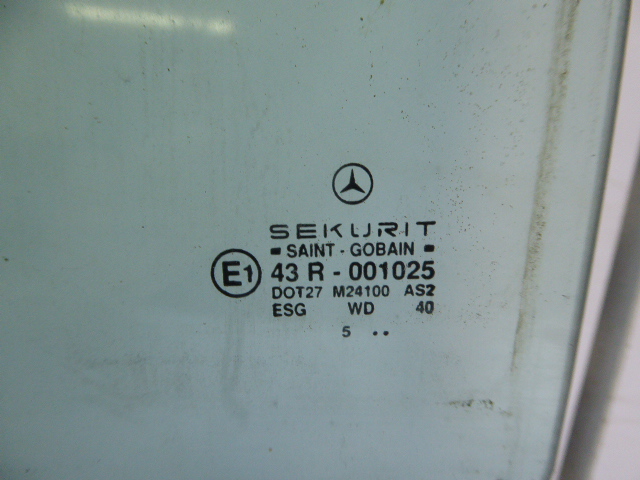 SEKURIT
SAINT - GOBAIN
E1 43 R - 001025
DOT27 M24100 AS2
ESG WD 40
5 ..